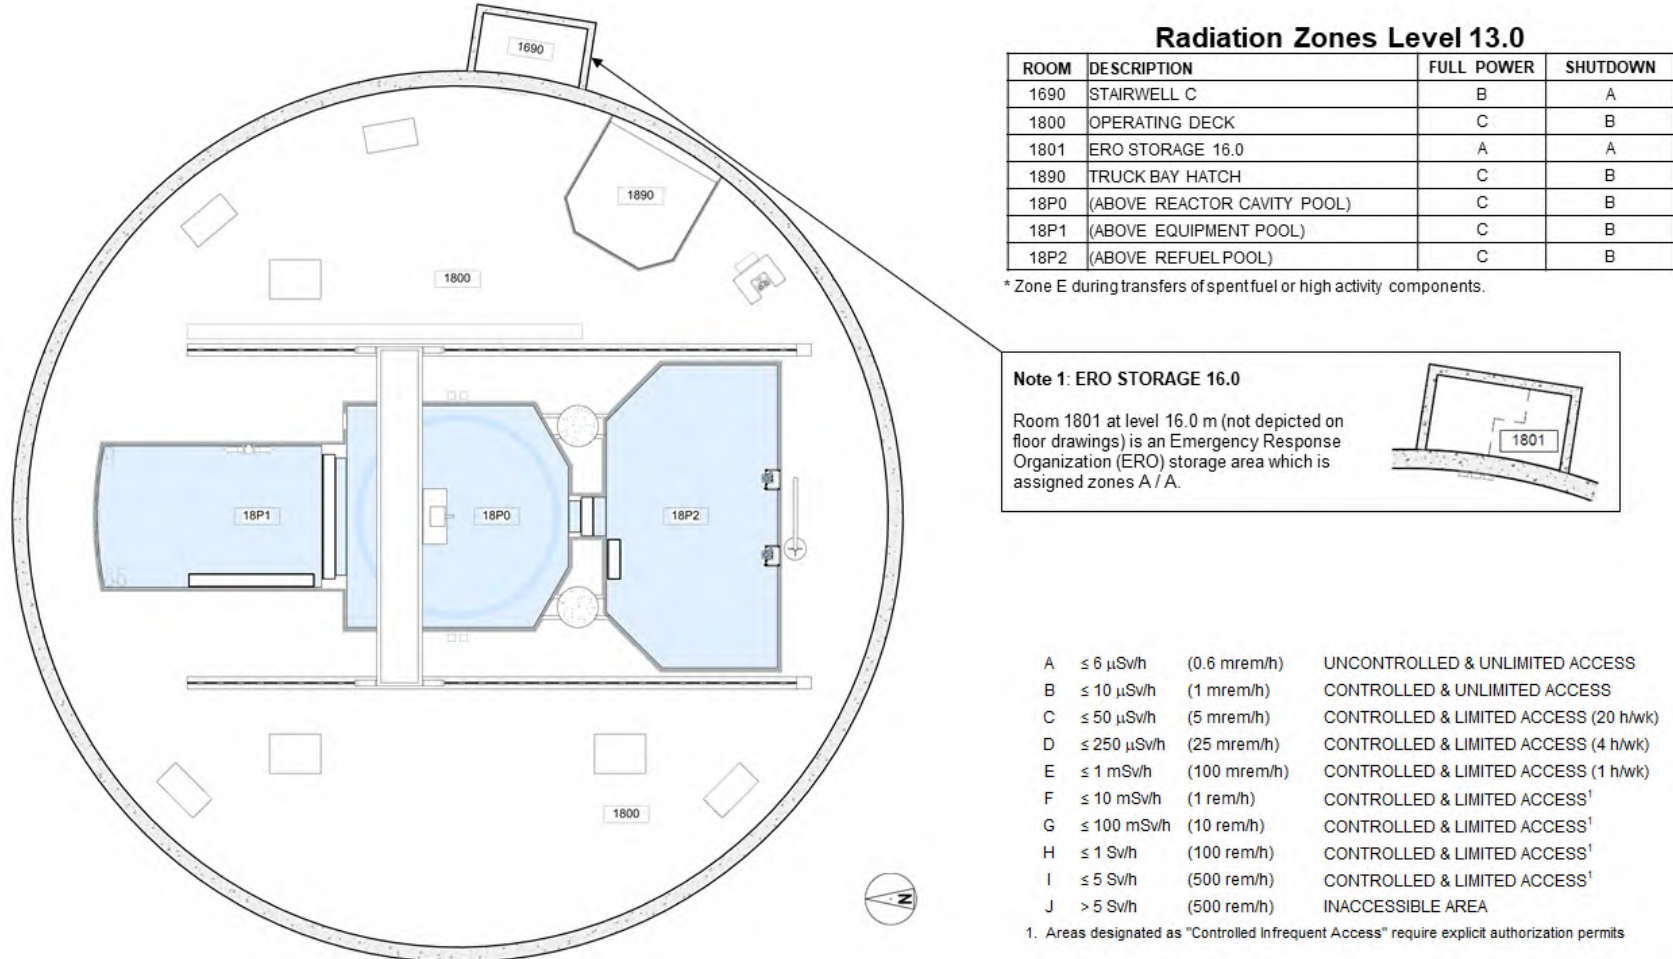 1690
1890
1800
18P1
18P0
18P2
1800
N
Radiation Zones Level 13.0
ROOM DESCRIPTION FULL POWER SHUTDOWN
1690 STAIRWELL C B A
1800 OPERATING DECK C B
1801 ERO STORAGE 16.0 A A
1890 TRUCK BAY HATCH C B
18P0 (ABOVE REACTOR CAVITY POOL) C B
18P1 (ABOVE EQUIPMENT POOL) C B
18P2 (ABOVE REFUEL POOL) C B
* Zone E during transfers of spent fuel or high activity components.
Note 1: ERO STORAGE 16.0
Room 1801 at level 16.0 m (not depicted on
floor drawings) is an Emergency Response
Organization (ERO) storage area which is
assigned zones A / A.
1801
A ≤ 6 µSv/h (0.6 mrem/h) UNCONTROLLED & UNLIMITED ACCESS
B ≤ 10 µSv/h (1 mrem/h) CONTROLLED & UNLIMITED ACCESS
C ≤ 50 µSv/h (5 mrem/h) CONTROLLED & LIMITED ACCESS (20 h/wk)
D ≤ 250 µSv/h (25 mrem/h) CONTROLLED & LIMITED ACCESS (4 h/wk)
E ≤ 1 mSv/h (100 mrem/h) CONTROLLED & LIMITED ACCESS (1 h/wk)
F ≤ 10 mSv/h (1 rem/h) CONTROLLED & LIMITED ACCESS¹
G ≤ 100 mSv/h (10 rem/h) CONTROLLED & LIMITED ACCESS¹
H ≤ 1 Sv/h (100 rem/h) CONTROLLED & LIMITED ACCESS¹
I ≤ 5 Sv/h (500 rem/h) CONTROLLED & LIMITED ACCESS¹
J > 5 Sv/h (500 rem/h) INACCESSIBLE AREA
1. Areas designated as "Controlled Infrequent Access" require explicit authorization permits